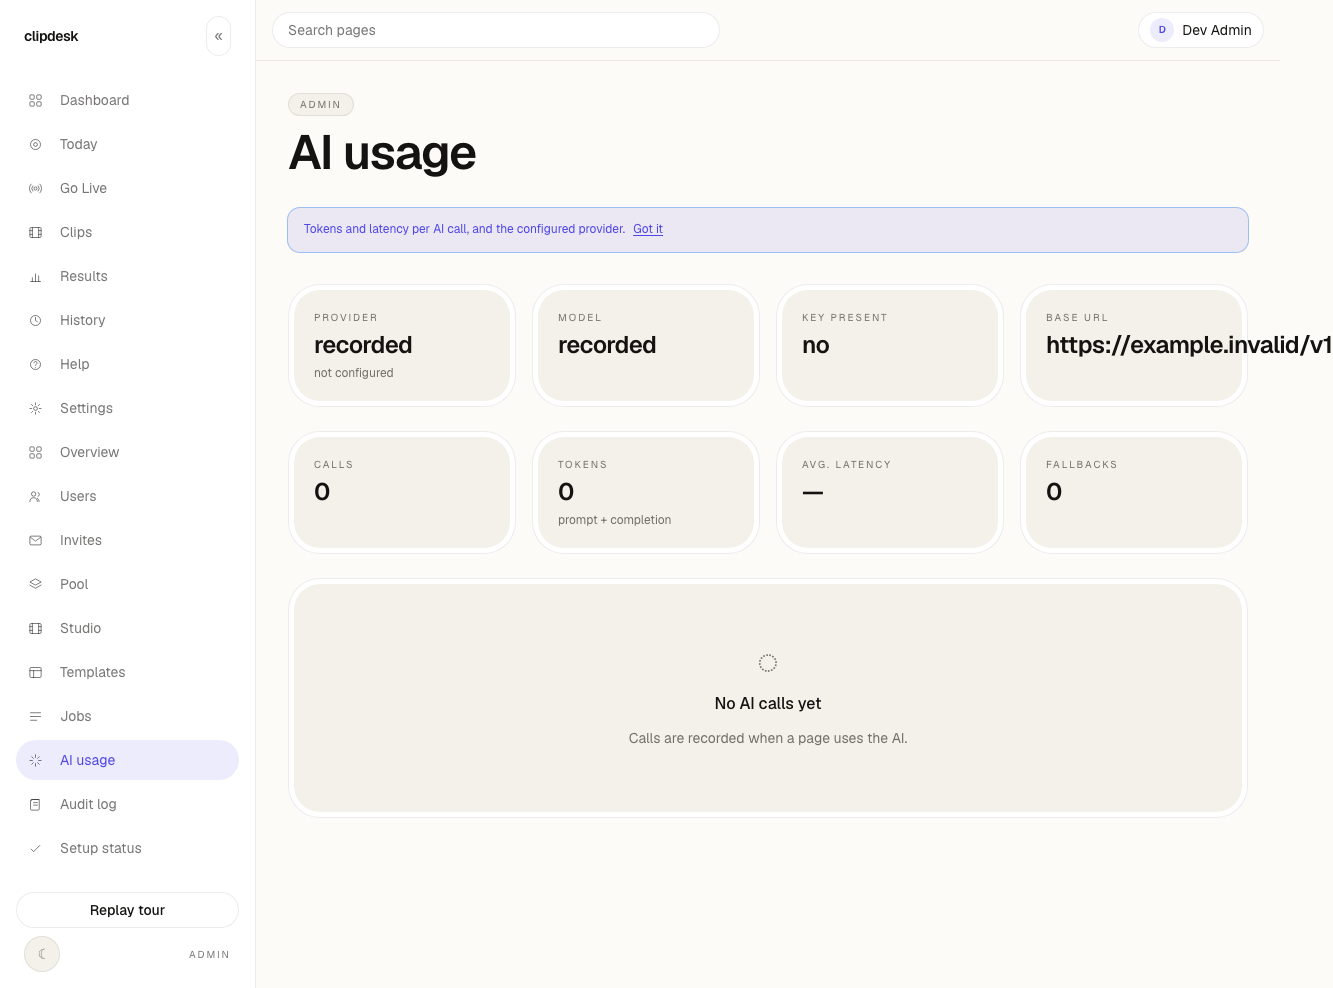 clipdesk
«
Search pages
D
Dev Admin
Dashboard
Today
Go Live
Clips
Results
History
Help
Settings
Overview
Users
Invites
Pool
Studio
Templates
Jobs
AI usage
Audit log
Setup status
Replay tour
ADMIN
ADMIN
AI usage
Tokens and latency per AI call, and the configured provider. Got it
PROVIDER
recorded
not configured
MODEL
recorded
KEY PRESENT
no
BASE URL
https://example.invalid/v1
CALLS
0
TOKENS
0
prompt + completion
AVG. LATENCY
—
FALLBACKS
0
No AI calls yet
Calls are recorded when a page uses the AI.